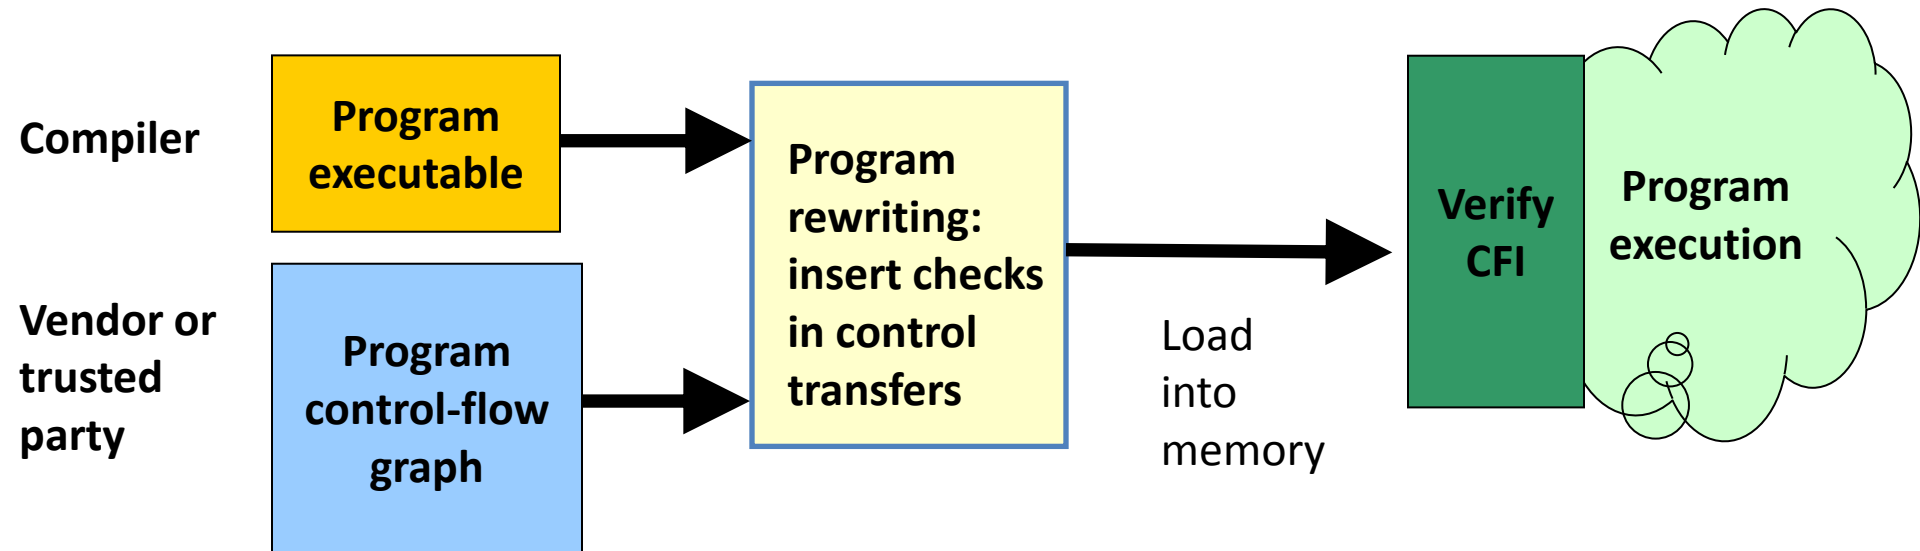 Compiler
Program
executable
Vendor or
trusted
party
Program
control-flow
graph
Program
rewriting:
insert checks
in control
transfers
Load
into
memory
Verify
CFI
Program
execution